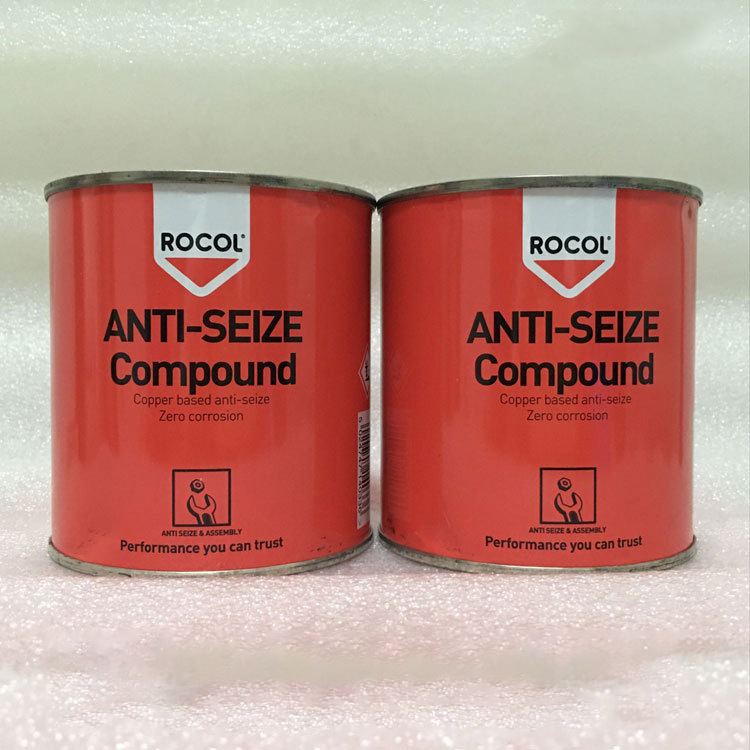 ROCOL®
ANTI-SEIZE
Compound
Copper based anti-seize
Zero corrosion
ANTI SEIZE & ASSEMBLY
Performance you can trust
ROCOL®
ANTI-SEIZE
Compound
Copper based anti-seize
Zero corrosion
ANTI SEIZE & ASSEMBLY
Performance you can trust